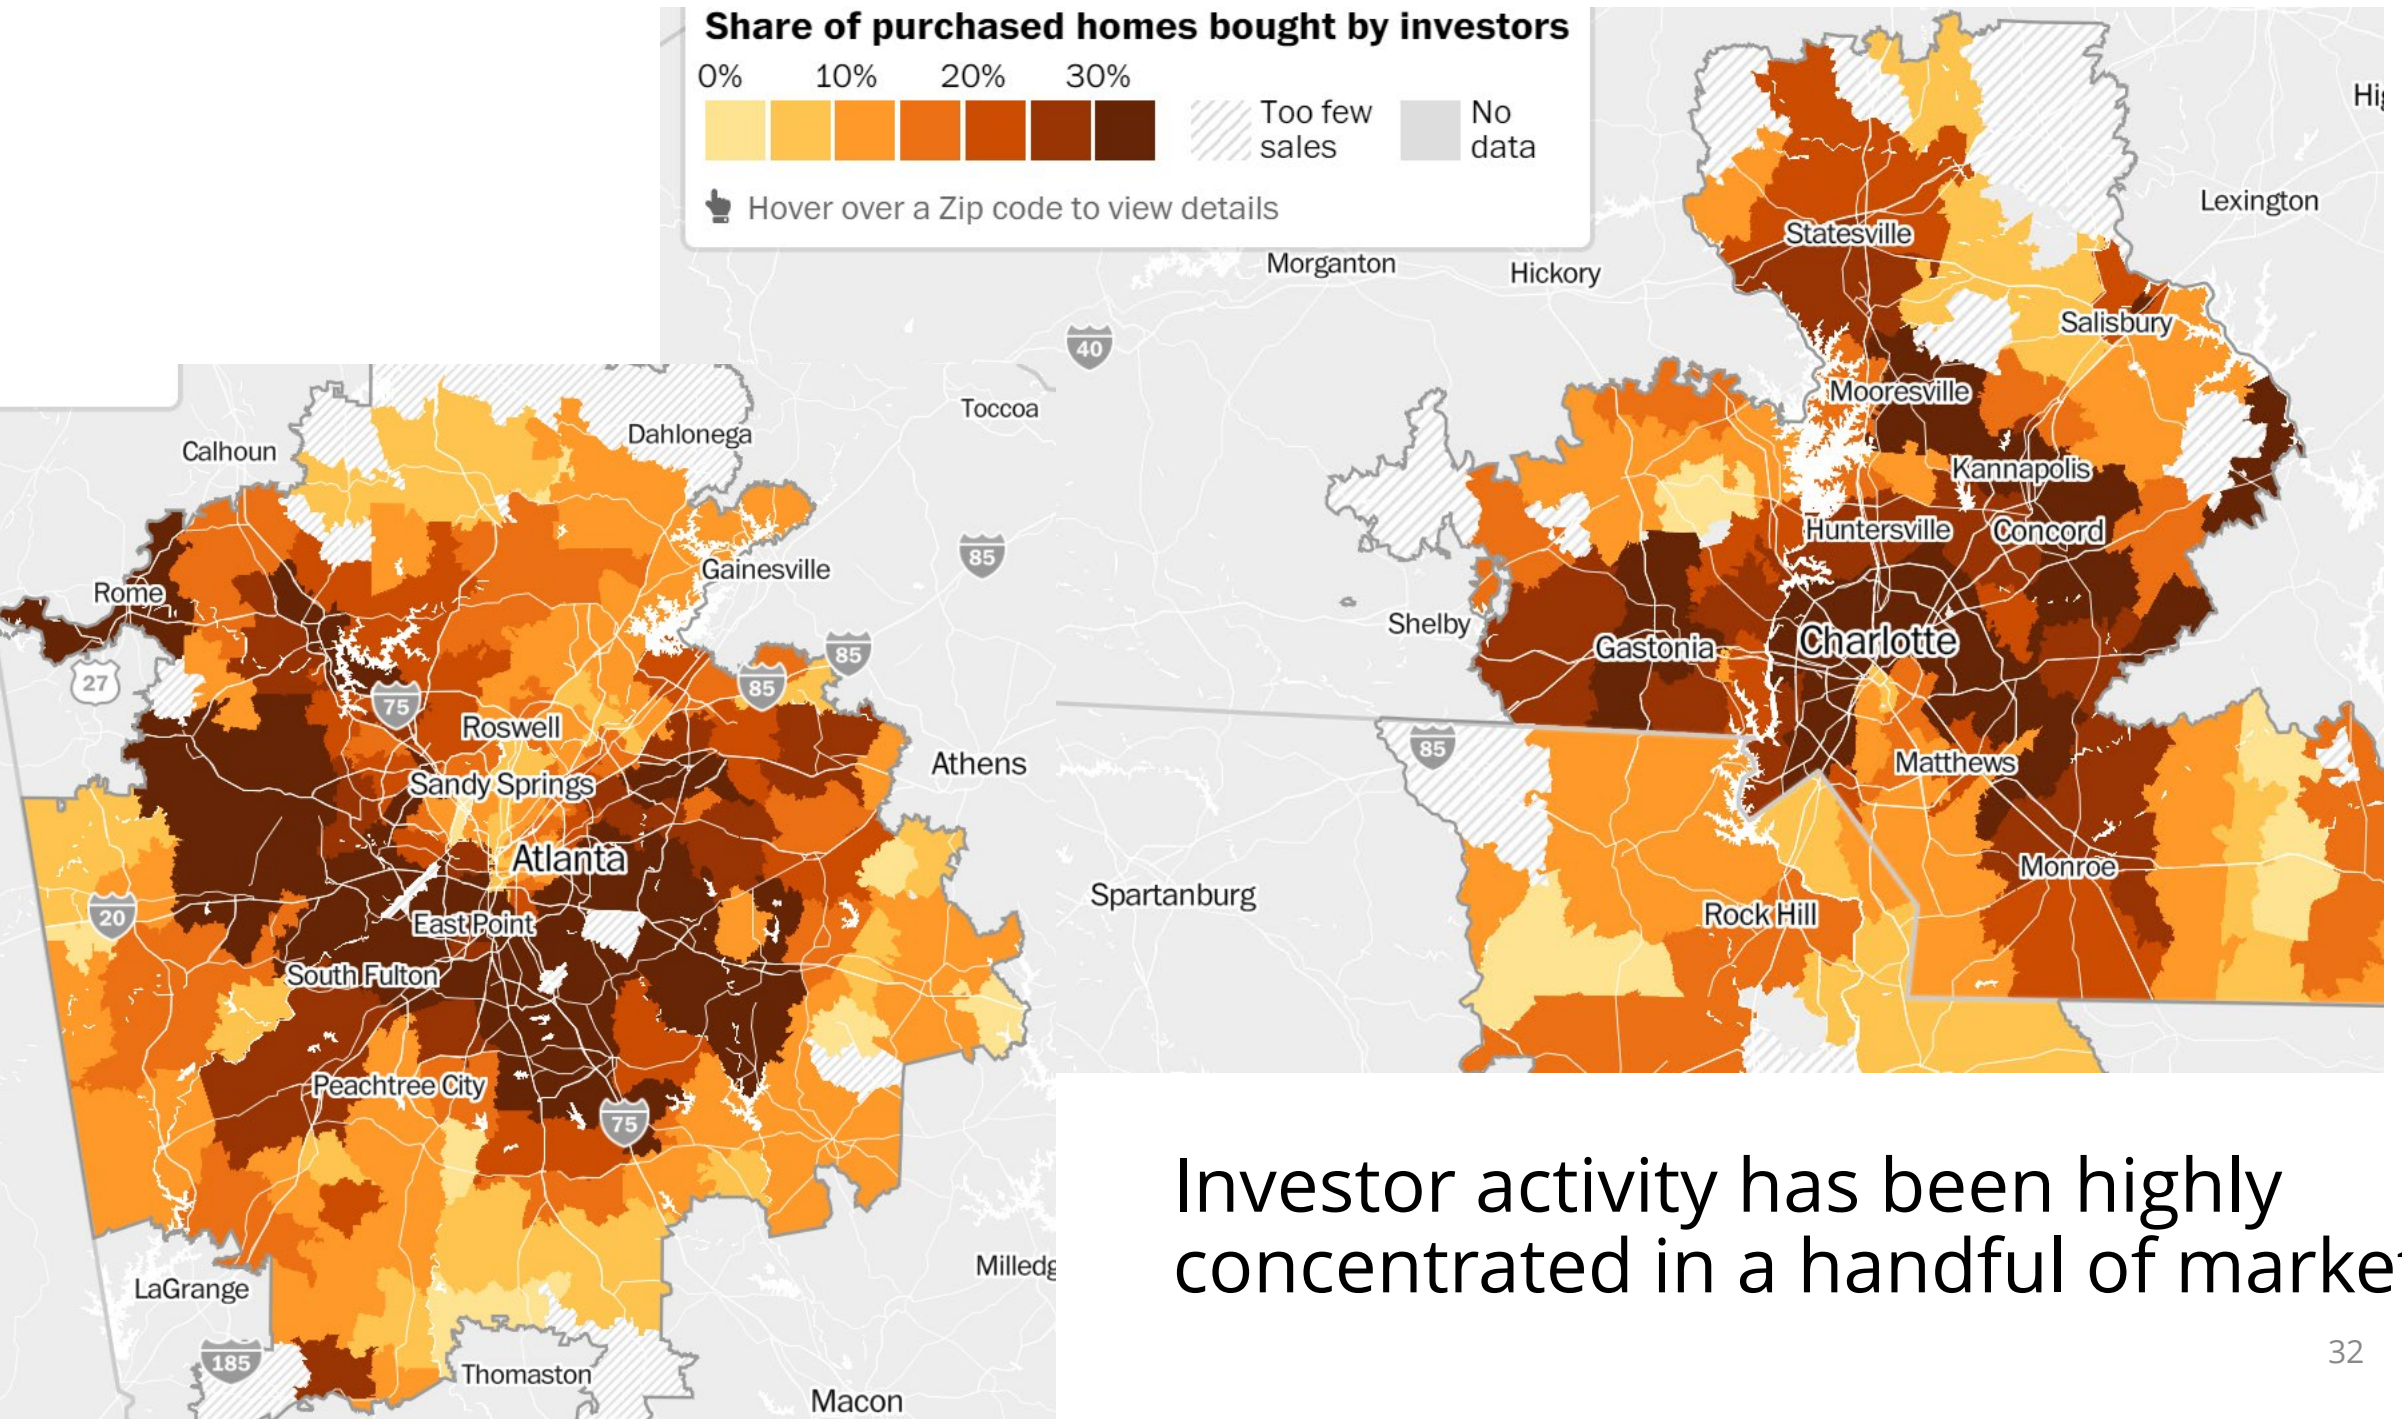 Share of purchased homes bought by investors
0% 10% 20% 30%
Too few
sales
No
data
Hover over a Zip code to view details
Lexington
Statesville
Morganton
Hickory
Salisbury
40
Mooresville
Kannapolis
Huntersville
Concord
Shelby
Gastonia
Charlotte
85
Matthews
Monroe
Spartanburg
Rock Hill
Toccoa
Dahlonega
Calhoun
85
Gainesville
Rome
27
85
85
75
Roswell
Athens
Sandy Springs
Atlanta
20
East Point
South Fulton
Peachtree City
75
LaGrange
185
Thomaston
Macon
Investor activity has been highly
concentrated in a handful of
32